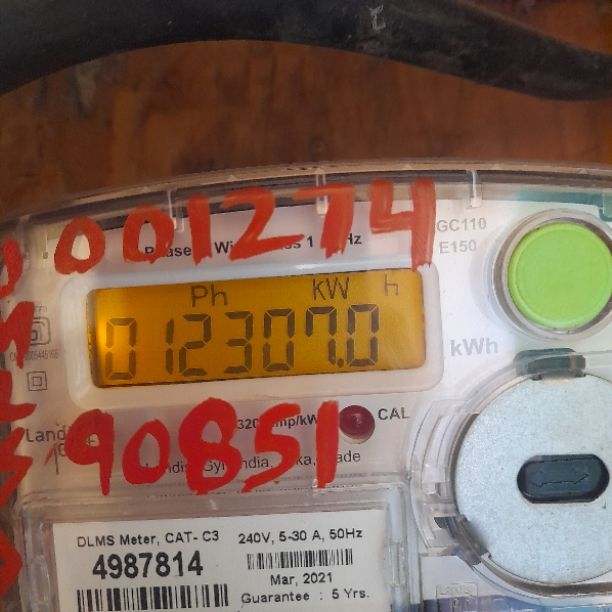 001274
GC110
E150
Ph kW h
012307.0
kWh
CAL
90851
DLMS Meter, CAT- C3 240V, 5-30 A, 50Hz
4987814
Mar, 2021
Guarantee : 5 Yrs.